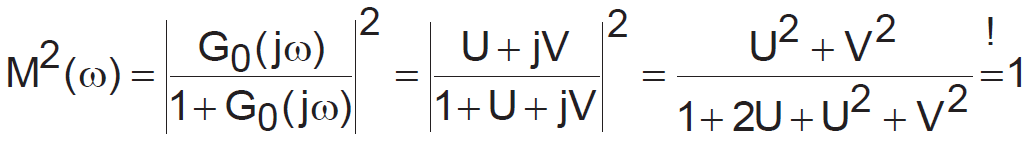 M²(ω) = |G₀(jω) / (1 + G₀(jω))|² = |(U + jV) / (1 + U + jV)|² = (U² + V²) / (1 + 2U + U² + V²) =! 1